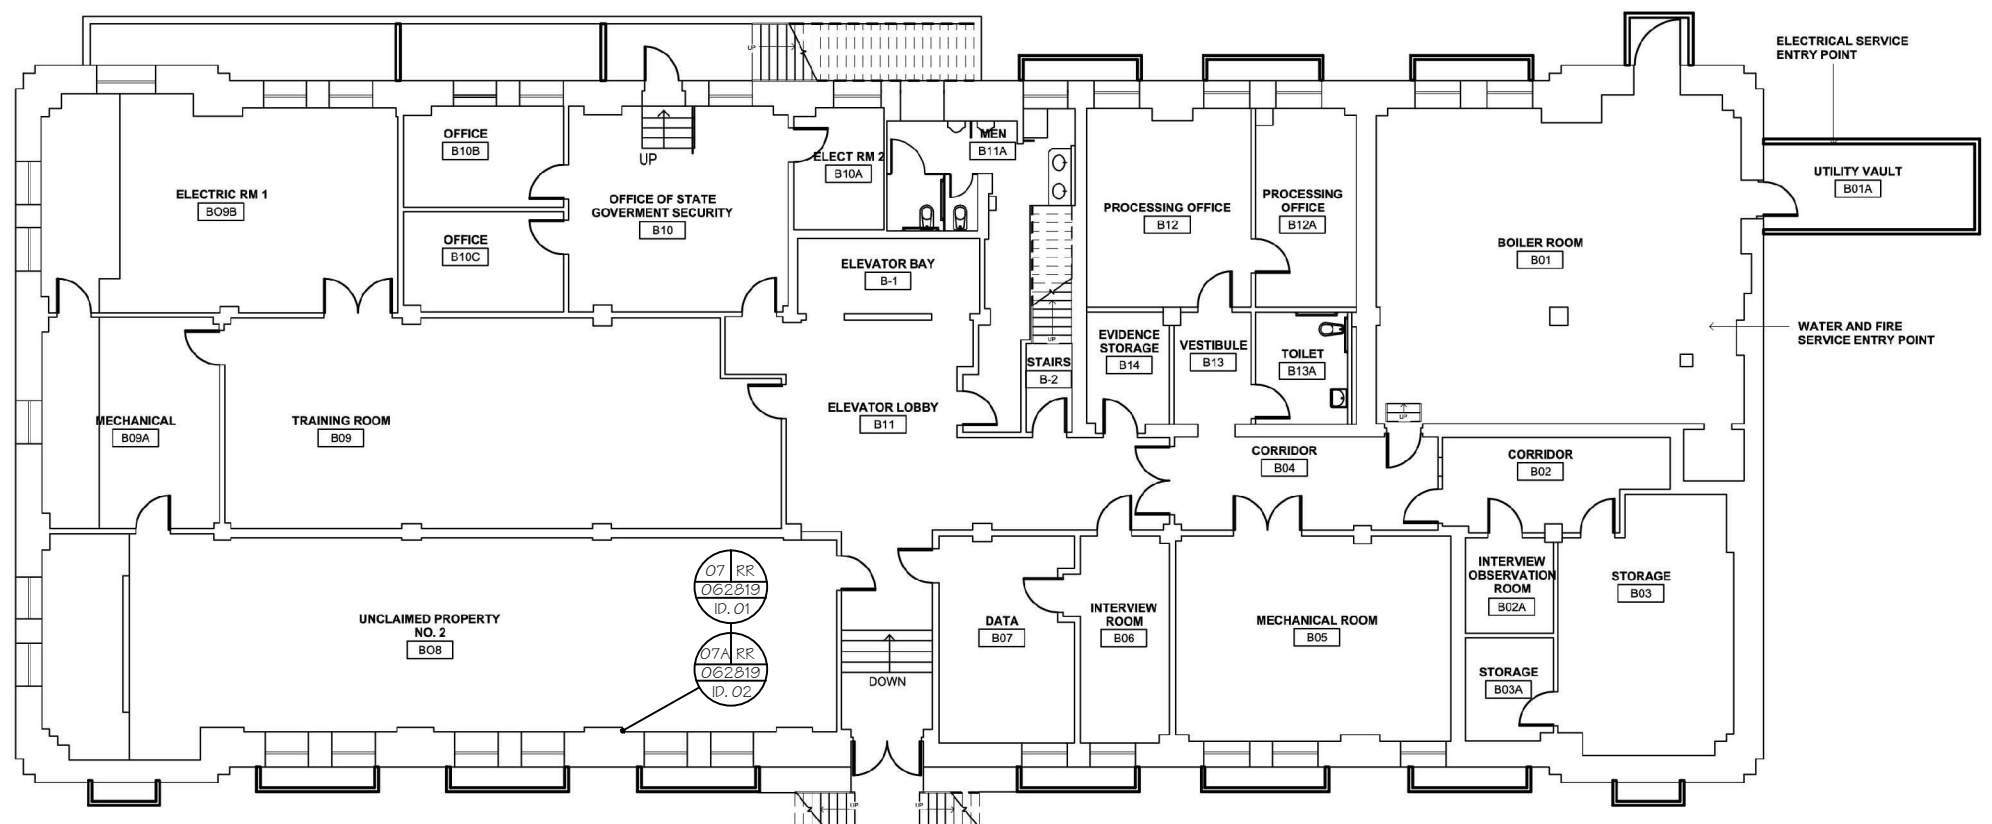 ELECTRICAL SERVICE
ENTRY POINT
UP
OFFICE
B10B
UP
ELECT RM 2
B10A
MEN
B11A
ELECTRIC RM 1
BO9B
OFFICE OF STATE
GOVERMENT SECURITY
B10
PROCESSING OFFICE
B12
PROCESSING
OFFICE
B12A
UTILITY VAULT
B01A
OFFICE
B10C
ELEVATOR BAY
B-1
BOILER ROOM
B01
WATER AND FIRE
SERVICE ENTRY POINT
UP
STAIRS
B-2
EVIDENCE
STORAGE
B14
VESTIBULE
B13
TOILET
B13A
UP
MECHANICAL
B09A
TRAINING ROOM
B09
ELEVATOR LOBBY
B11
CORRIDOR
B04
CORRIDOR
B02
07 RR
062819
ID. 01
07A RR
062819
ID. 02
UNCLAIMED PROPERTY
NO. 2
BO8
DOWN
DATA
B07
INTERVIEW
ROOM
B06
MECHANICAL ROOM
B05
INTERVIEW
OBSERVATION
ROOM
B02A
STORAGE
B03
STORAGE
B03A
UP
UP